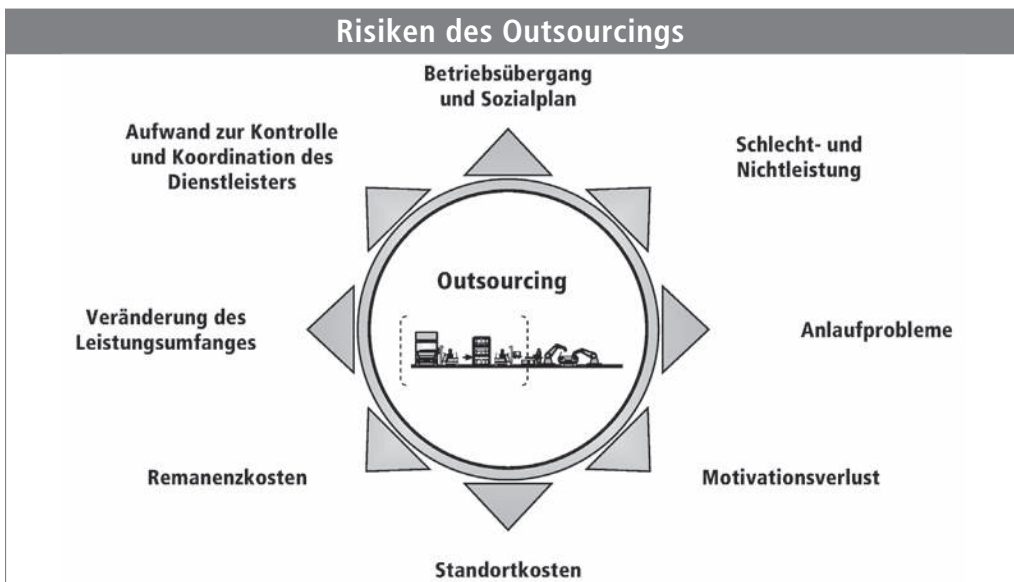 Risiken des Outsourcings
Betriebsübergang
und Sozialplan
Aufwand zur Kontrolle
und Koordination des
Dienstleisters
Schlecht- und
Nichtleistung
Outsourcing
Veränderung des
Leistungsumfanges
Anlaufprobleme
Remanenzkosten
Motivationsverlust
Standortkosten